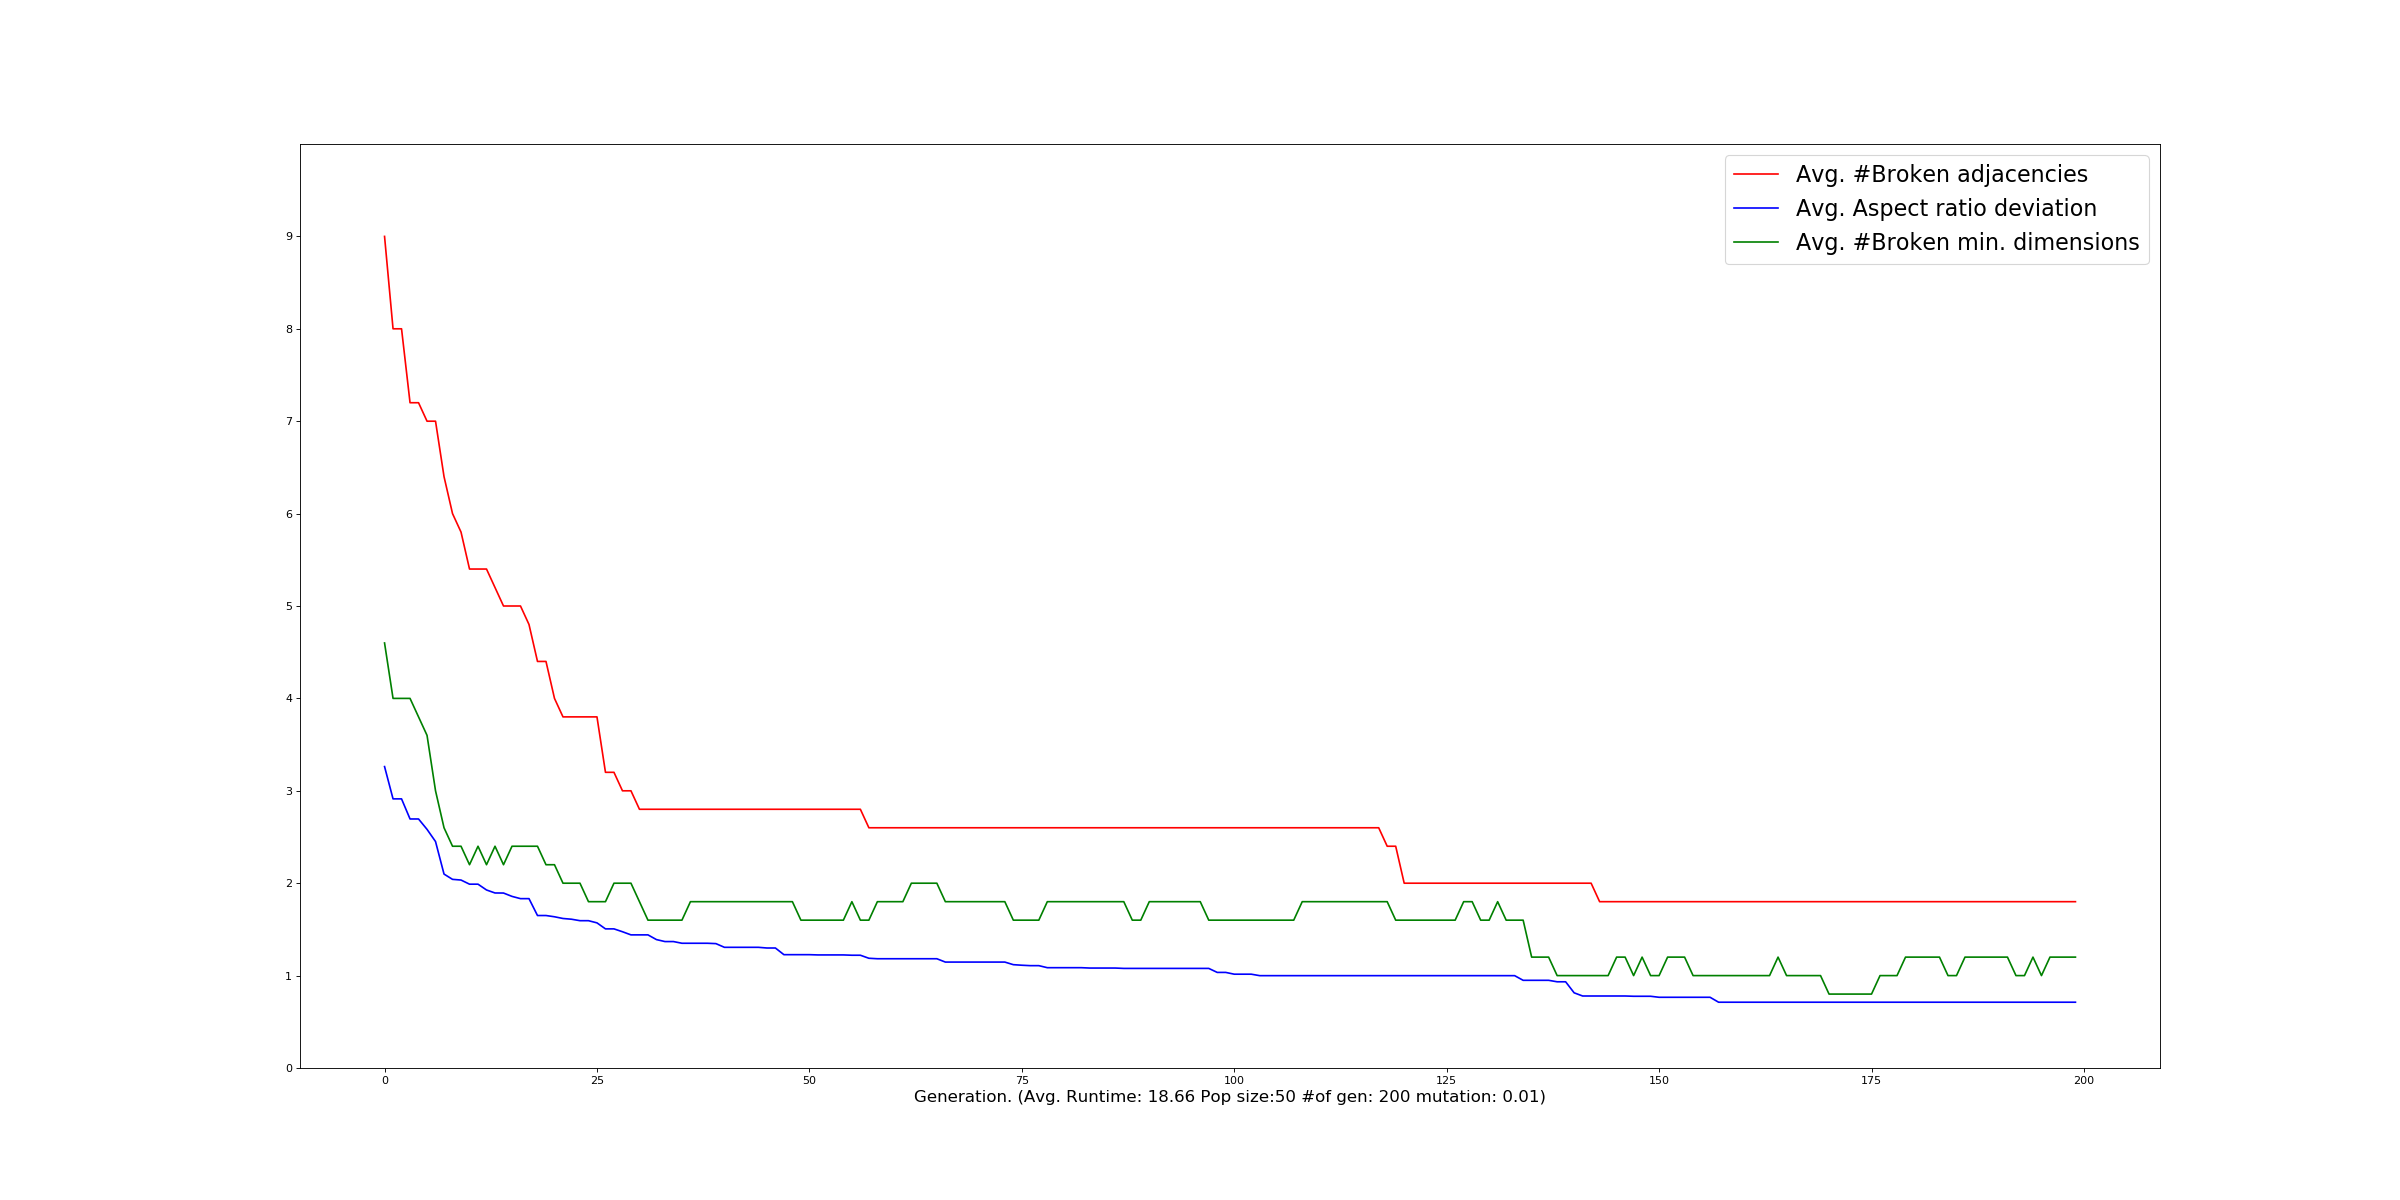 Avg. #Broken adjacencies
Avg. Aspect ratio deviation
Avg. #Broken min. dimensions
9
8
7
6
5
4
3
2
1
0
0 25 50 75 100 125 150 175 200
Generation. (Avg. Runtime: 18.66 Pop size:50 #of gen: 200 mutation: 0.01)